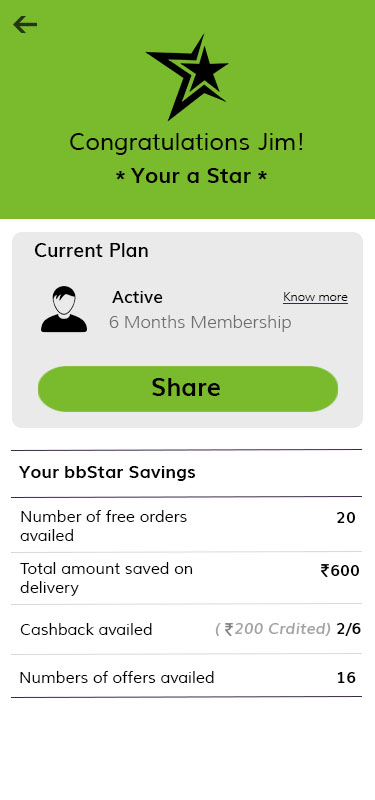 Congratulations Jim!
* Your a Star *
Current Plan
Active
Know more
6 Months Membership
Share
Your bbStar Savings
Number of free orders
availed
20
Total amount saved on
delivery
₹600
Cashback availed
( ₹200 Crdited) 2/6
Numbers of offers availed
16